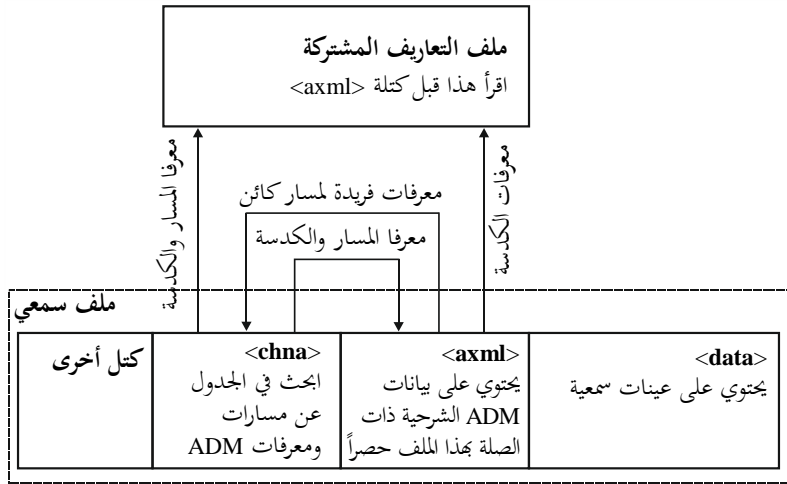 ملف التعاريف المشتركة
اقرأ هذا قبل كتلة <axml>
معرفا المسار والكدسة
معرفات الكدسة
معرفات فريدة لمسار كائن
معرفا المسار والكدسة
ملف سمعي
كتل أخرى
<chna>
ابحث في الجدول
عن مسارات
ومعرفات ADM
<axml>
يحتوي على بيانات
ADM الشرحية ذات
الصلة بهذا الملف حصراً
<data>
يحتوي على عينات سمعية